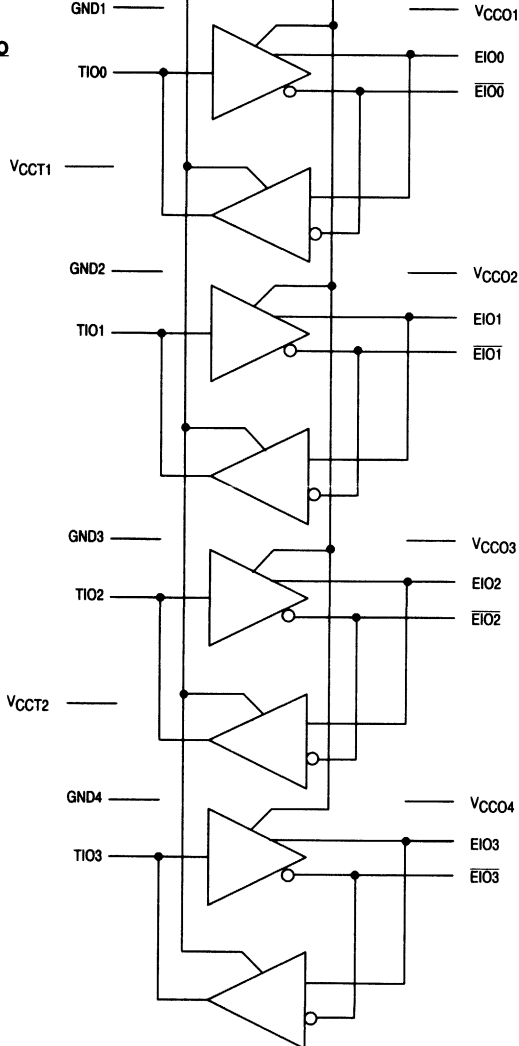 GND1
VCCO1
O
EIO0
TIO0
EIO0
VCCT1
GND2
VCCO2
EIO1
TIO1
EIO1
GND3
VCCO3
EIO2
TIO2
EIO2
VCCT2
GND4
VCCO4
EIO3
TIO3
EIO3